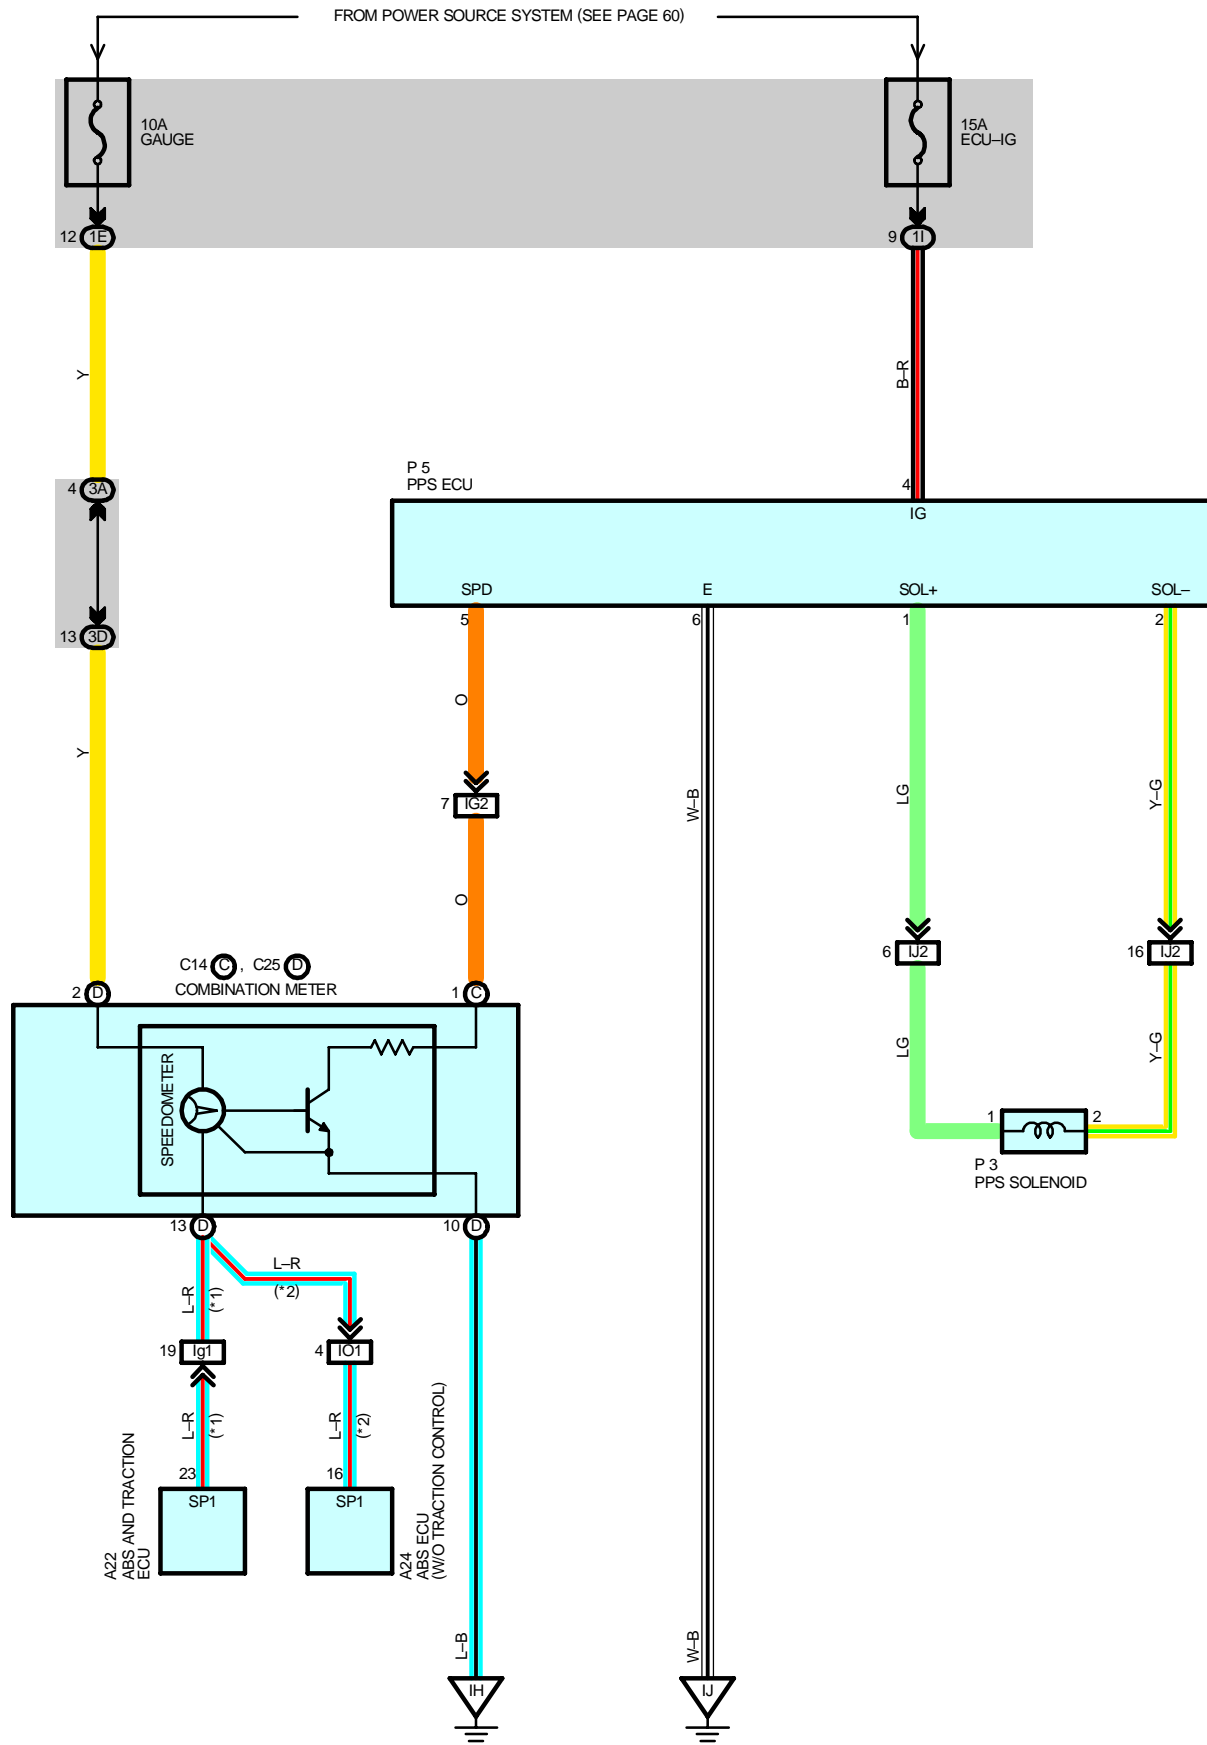 FROM POWER SOURCE SYSTEM (SEE PAGE 60)
10A
GAUGE
15A
ECU–IG
12 1E
9 1I
Y
B–R
4 3A
P 5
PPS ECU
4
IG
SPD
E
SOL+
SOL–
5
6
1
2
13 3D
Y
O
W–B
LG
Y–G
7 IG2
O
6 IJ2
16 IJ2
C14 C , C25 D
COMBINATION METER
2 D
1 C
LG
Y–G
SPEEDOMETER
1
2
P 3
PPS SOLENOID
13 D
10 D
L–R
(*1)
L–R
(*2)
19 Ig1
4 IO1
L–R
(*1)
L–R
(*2)
23
SP1
16
SP1
A22
ABS AND TRACTION
ECU
A24
ABS ECU
(W/O TRACTION CONTROL)
L–B
W–B
IH
IJ